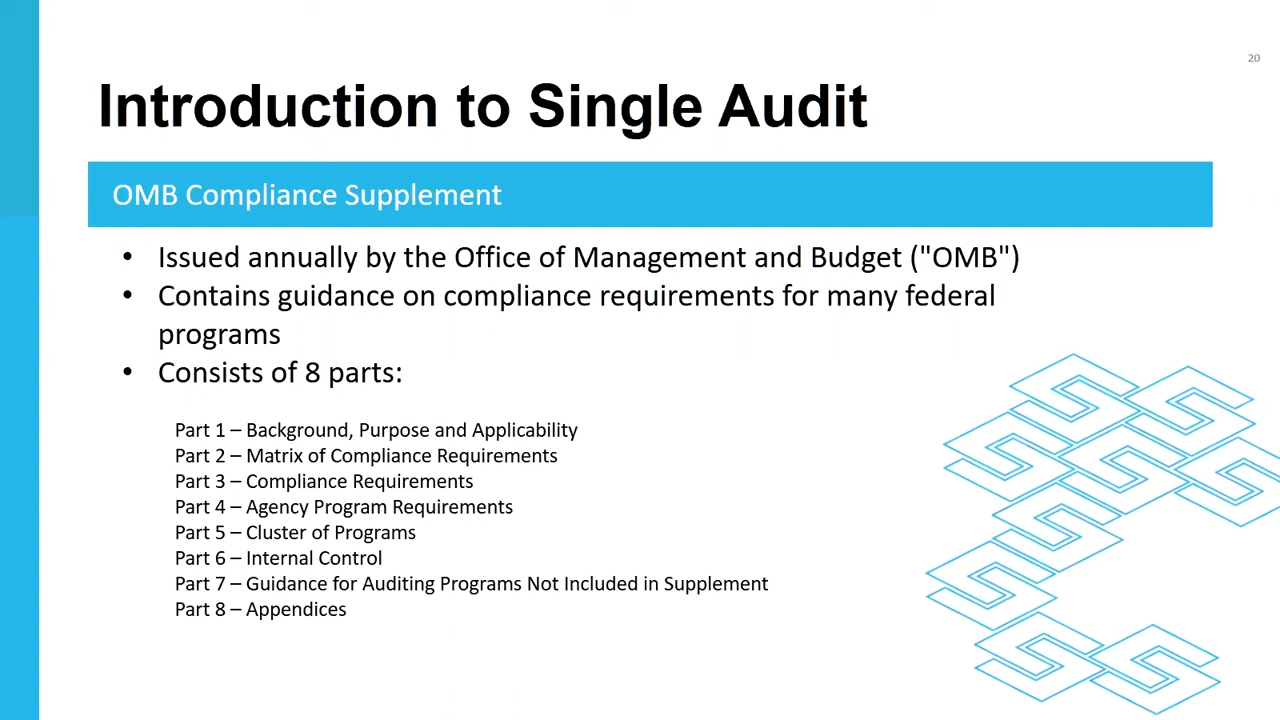 20
Introduction to Single Audit
OMB Compliance Supplement
• Issued annually by the Office of Management and Budget ("OMB")
• Contains guidance on compliance requirements for many federal
programs
• Consists of 8 parts:
Part 1 – Background, Purpose and Applicability
Part 2 – Matrix of Compliance Requirements
Part 3 – Compliance Requirements
Part 4 – Agency Program Requirements
Part 5 – Cluster of Programs
Part 6 – Internal Control
Part 7 – Guidance for Auditing Programs Not Included in Supplement
Part 8 – Appendices